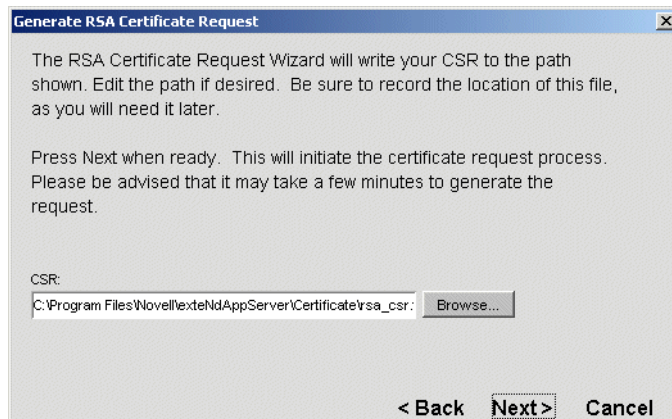 Generate RSA Certificate Request
The RSA Certificate Request Wizard will write your CSR to the path
shown. Edit the path if desired. Be sure to record the location of this file,
as you will need it later.
Press Next when ready. This will initiate the certificate request process.
Please be advised that it may take a few minutes to generate the
request.
CSR:
C:\Program Files\Novell\exteNdAppServer\Certificate\rsa_csr.
Browse...
< Back Next > Cancel